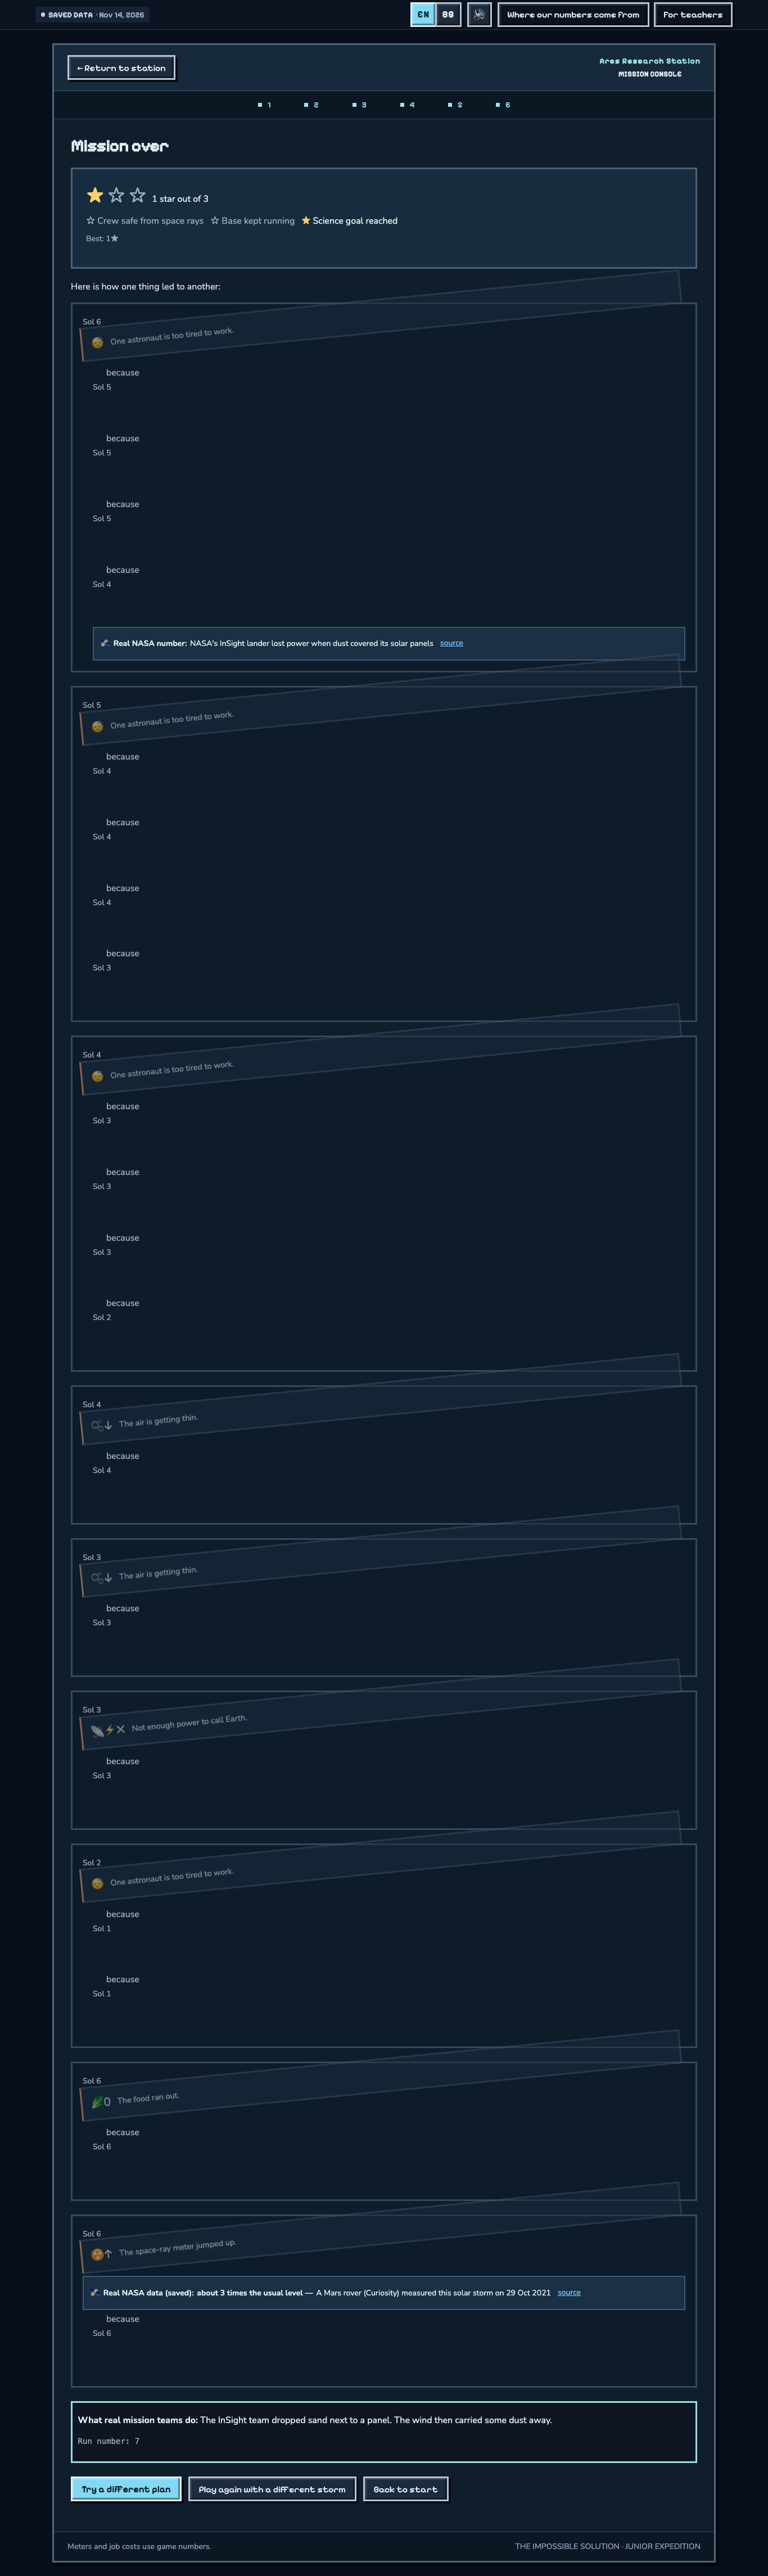 SAVED DATA · Nov 14, 2026
EN
Where our numbers come from
For teachers
← Return to station
Ares Research Station
MISSION CONSOLE
1 2 3 4 5 6
Mission over
1 star out of 3
Crew safe from space rays Base kept running Science goal reached
Best: 1★
Here is how one thing led to another:
Sol 6
One astronaut is too tired to work.
because
Sol 5
because
Sol 5
because
Sol 5
because
Sol 4
Real NASA number: NASA's InSight lander lost power when dust covered its solar panels source
Sol 5
One astronaut is too tired to work.
because
Sol 4
because
Sol 4
because
Sol 4
because
Sol 3
Sol 4
One astronaut is too tired to work.
because
Sol 3
because
Sol 3
because
Sol 3
because
Sol 2
Sol 4
The air is getting thin.
because
Sol 4
Sol 3
The air is getting thin.
because
Sol 3
Sol 3
Not enough power to call Earth.
because
Sol 3
Sol 2
One astronaut is too tired to work.
because
Sol 1
because
Sol 1
Sol 6
0 The food ran out.
because
Sol 6
Sol 6
The space-ray meter jumped up.
Real NASA data (saved): about 3 times the usual level — A Mars rover (Curiosity) measured this solar storm on 29 Oct 2021 source
because
Sol 6
What real mission teams do: The InSight team dropped sand next to a panel. The wind then carried some dust away.
Run number: 7
Try a different plan
Play again with a different storm
Back to start
Meters and job costs use game numbers.
THE IMPOSSIBLE SOLUTION · JUNIOR EXPEDITION